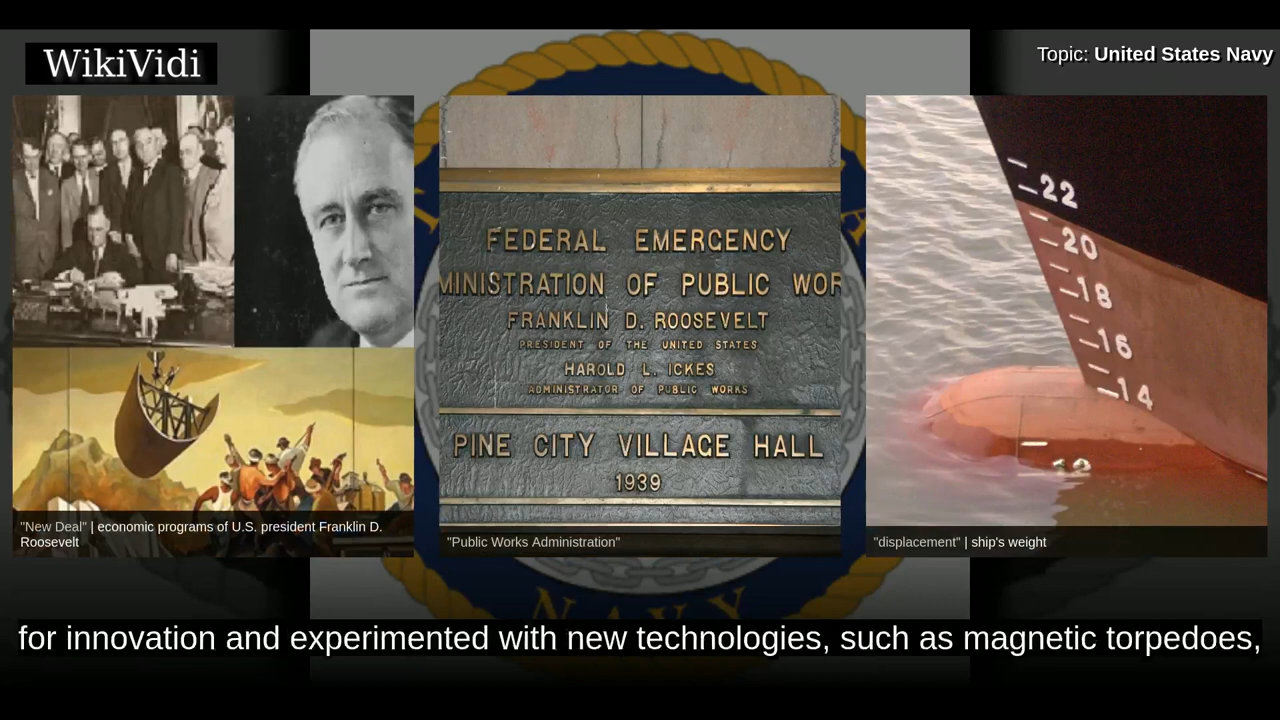 WikiVidi
Topic: United States Navy
FEDERAL EMERGENCY
MINISTRATION OF PUBLIC WOR
FRANKLIN D. ROOSEVELT
PRESIDENT OF THE UNITED STATES
HAROLD L. ICKES
ADMINISTRATOR OF PUBLIC WORKS
PINE CITY VILLAGE HALL
1939
22
20
18
16
14
"New Deal" | economic programs of U.S. president Franklin D.
Roosevelt
"Public Works Administration"
"displacement" | ship's weight
NAVY
for innovation and experimented with new technologies, such as magnetic torpedoes,